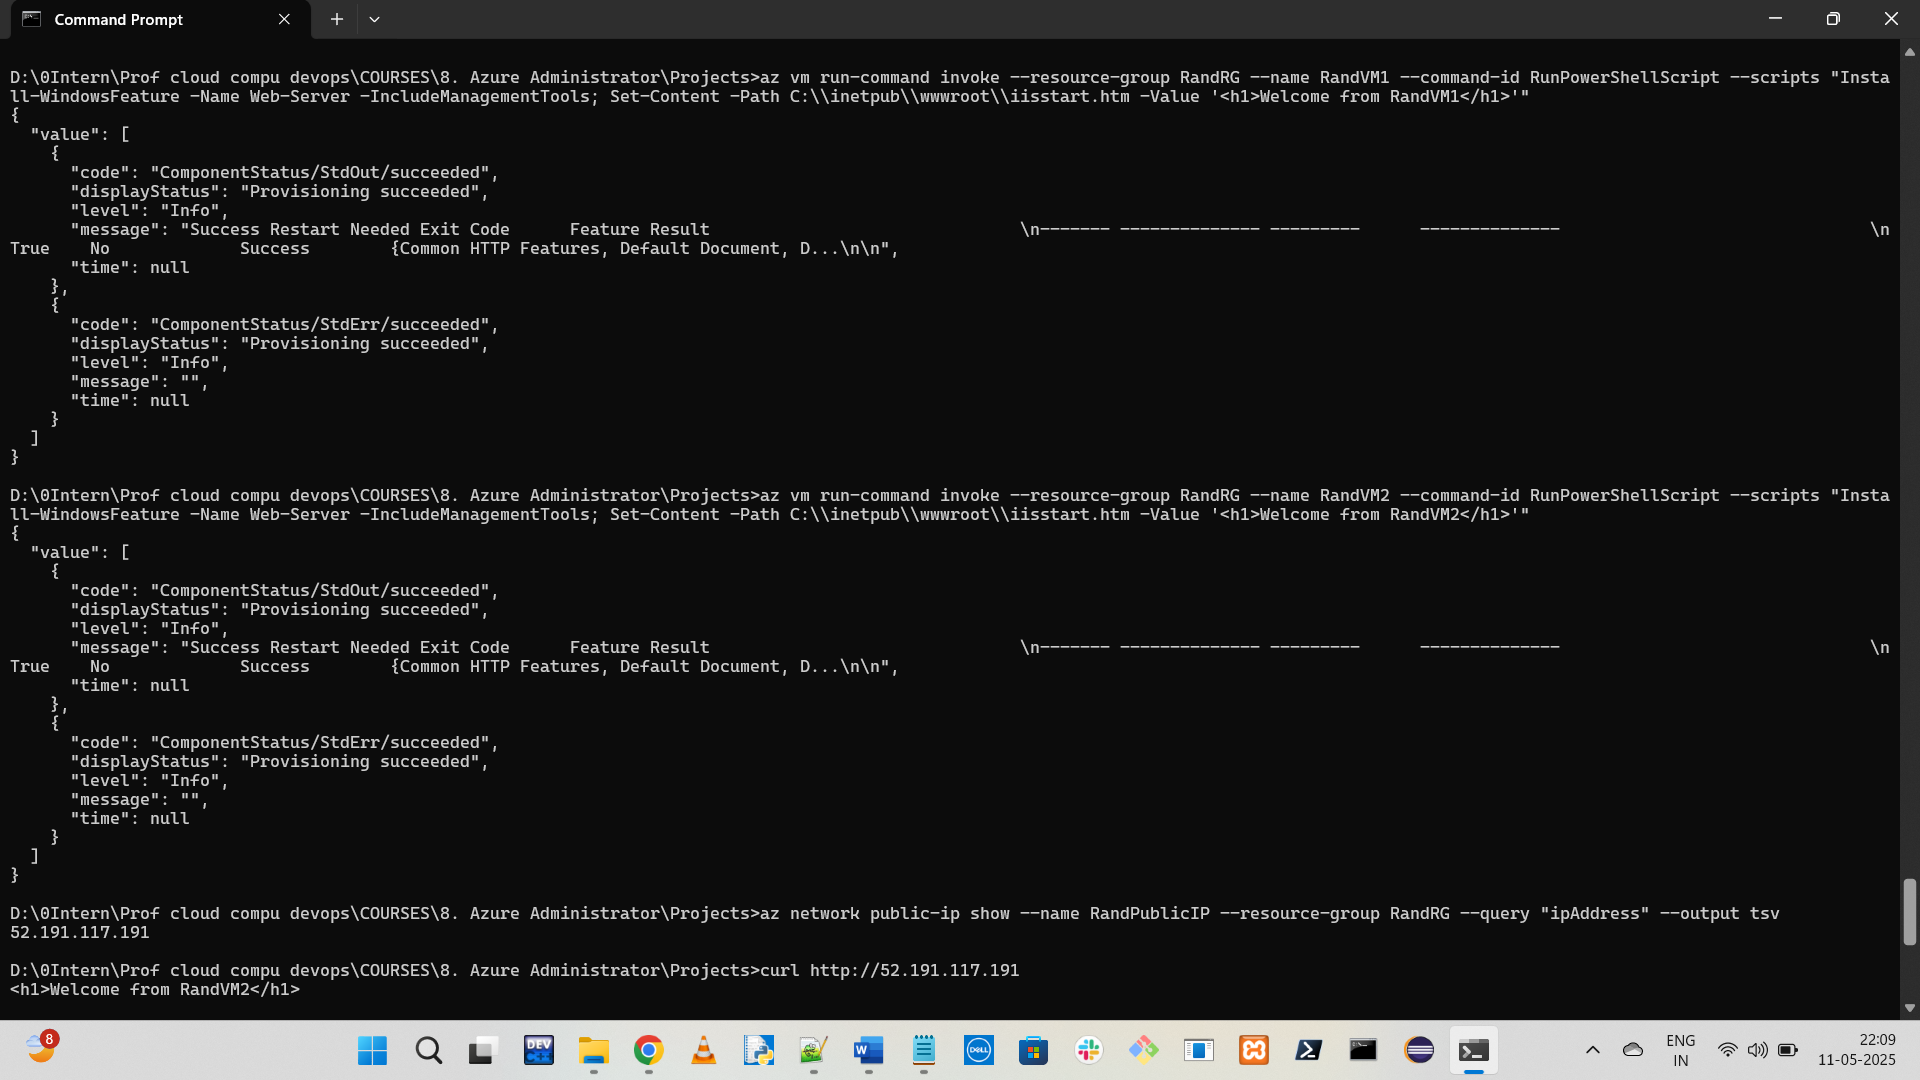 Command Prompt
D:\0Intern\Prof cloud compu devops\COURSES\8. Azure Administrator\Projects>az vm run-command invoke --resource-group RandRG --name RandVM1 --command-id RunPowerShellScript --scripts "Insta
ll-WindowsFeature -Name Web-Server -IncludeManagementTools; Set-Content -Path C:\\inetpub\\wwwroot\\iisstart.htm -Value '<h1>Welcome from RandVM1</h1>'"
{
  "value": [
    {
      "code": "ComponentStatus/StdOut/succeeded",
      "displayStatus": "Provisioning succeeded",
      "level": "Info",
      "message": "Success Restart Needed Exit Code      Feature Result                               \n------- -------------- ---------      --------------                               \n
True    No             Success        {Common HTTP Features, Default Document, D...\n\n",
      "time": null
    },
    {
      "code": "ComponentStatus/StdErr/succeeded",
      "displayStatus": "Provisioning succeeded",
      "level": "Info",
      "message": "",
      "time": null
    }
  ]
}
D:\0Intern\Prof cloud compu devops\COURSES\8. Azure Administrator\Projects>az vm run-command invoke --resource-group RandRG --name RandVM2 --command-id RunPowerShellScript --scripts "Insta
ll-WindowsFeature -Name Web-Server -IncludeManagementTools; Set-Content -Path C:\\inetpub\\wwwroot\\iisstart.htm -Value '<h1>Welcome from RandVM2</h1>'"
{
  "value": [
    {
      "code": "ComponentStatus/StdOut/succeeded",
      "displayStatus": "Provisioning succeeded",
      "level": "Info",
      "message": "Success Restart Needed Exit Code      Feature Result                               \n------- -------------- ---------      --------------                               \n
True    No             Success        {Common HTTP Features, Default Document, D...\n\n",
      "time": null
    },
    {
      "code": "ComponentStatus/StdErr/succeeded",
      "displayStatus": "Provisioning succeeded",
      "level": "Info",
      "message": "",
      "time": null
    }
  ]
}
D:\0Intern\Prof cloud compu devops\COURSES\8. Azure Administrator\Projects>az network public-ip show --name RandPublicIP --resource-group RandRG --query "ipAddress" --output tsv
52.191.117.191
D:\0Intern\Prof cloud compu devops\COURSES\8. Azure Administrator\Projects>curl http://52.191.117.191
<h1>Welcome from RandVM2</h1>
8
DEV
C++
W
DELL
ENG
IN
22:09
11-05-2025